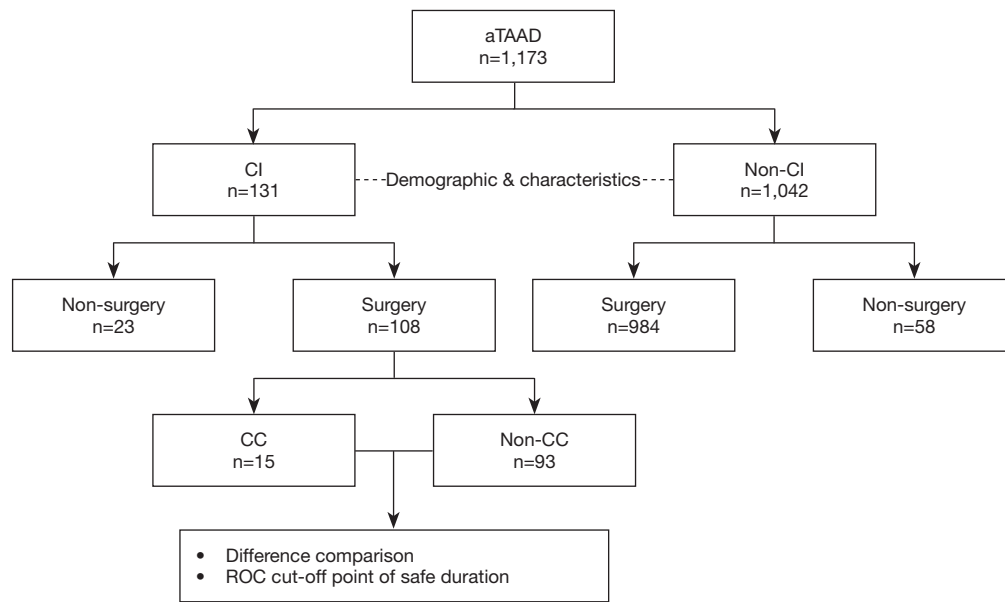 aTAAD
n=1,173
CI
n=131
Demographic & characteristics
Non-CI
n=1,042
Non-surgery
n=23
Surgery
n=108
Surgery
n=984
Non-surgery
n=58
CC
n=15
Non-CC
n=93
• Difference comparison
• ROC cut-off point of safe duration